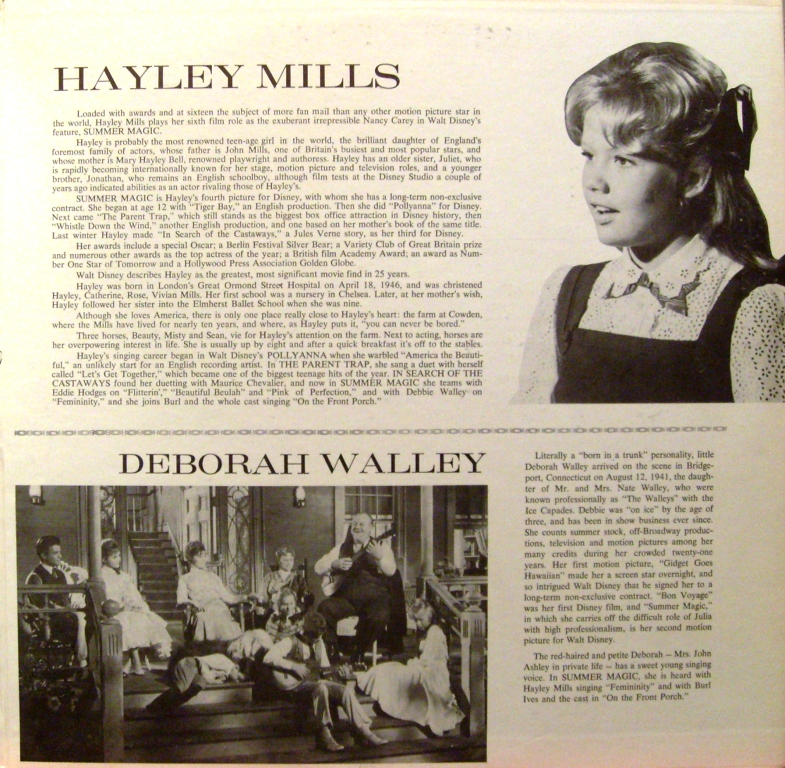 HAYLEY MILLS
Loaded with awards and at sixteen the subject of more fan mail than any other motion picture star in
the world, Hayley Mills plays her sixth film role as the exuberant irrepressible Nancy Carey in Walt Disney's
feature, SUMMER MAGIC.
Hayley is probably the most renowned teen-age girl in the world, the brilliant daughter of England's
foremost family of actors, whose father is John Mills, one of Britain's busiest and most popular stars, and
whose mother is Mary Hayley Bell, renowned playwright and authoress. Hayley has an older sister, Juliet, who
is rapidly becoming internationally known for her stage, motion picture and television roles, and a younger
brother, Jonathan, who remains an English schoolboy, although film tests at the Disney Studio a couple of
years ago indicated abilities as an actor rivaling those of Hayley's.
SUMMER MAGIC is Hayley's fourth picture for Disney, with whom she has a long-term non-exclusive
contract. She began at age 12 with "Tiger Bay," an English production. Then she did "Pollyanna" for Disney.
Next came "The Parent Trap," which still stands as the biggest box office attraction in Disney history, then
"Whistle Down the Wind," another English production, and one based on her mother's book of the same title.
Last winter Hayley made "In Search of the Castaways," a Jules Verne story, as her third for Disney.
Her awards include a special Oscar; a Berlin Festival Silver Bear; a Variety Club of Great Britain prize
and numerous other awards as the top actress of the year; a British film Academy Award; an award as Num-
ber One Star of Tomorrow and a Hollywood Press Association Golden Globe.
Walt Disney describes Hayley as the greatest, most significant movie find in 25 years.
Hayley was born in London's Great Ormond Street Hospital on April 18, 1946, and was christened
Hayley, Catherine, Rose, Vivian Mills. Her first school was a nursery in Chelsea. Later, at her mother's wish,
Hayley followed her sister into the Elmherst Ballet School when she was nine.
Although she loves America, there is only one place really close to Hayley's heart: the farm at Cowden,
where the Mills have lived for nearly ten years, and where, as Hayley puts it, "you can never be bored."
Three horses, Beauty, Misty and Sean, vie for Hayley's attention on the farm. Next to acting, horses are
her overpowering interest in life. She is usually up by eight and after a quick breakfast it's off to the stables.
Hayley's singing career began in Walt Disney's POLLYANNA when she warbled "America the Beauti-
ful," an unlikely start for an English recording artist. In THE PARENT TRAP, she sang a duet with herself
called "Let's Get Together," which became one of the biggest teenage hits of the year. IN SEARCH OF THE
CASTAWAYS found her duetting with Maurice Chevalier, and now in SUMMER MAGIC she teams with
Eddie Hodges on "Flitterin'," "Beautiful Beulah" and "Pink of Perfection," and with Debbie Walley on
"Femininity," and she joins Burl and the whole cast singing "On the Front Porch."
DEBORAH WALLEY
Literally a "born in a trunk" personality, little
Deborah Walley arrived on the scene in Bridge-
port, Connecticut on August 12, 1941, the daugh-
ter of Mr. and Mrs. Nate Walley, who were
known professionally as "The Walleys" with the
Ice Capades. Debbie was "on ice" by the age of
three, and has been in show business ever since.
She counts summer stock, off-Broadway produc-
tions, television and motion pictures among her
many credits during her crowded twenty-one
years. Her first motion picture, "Gidget Goes
Hawaiian" made her a screen star overnight, and
so intrigued Walt Disney that he signed her to a
long-term non-exclusive contract. "Bon Voyage"
was her first Disney film, and "Summer Magic,"
in which she carries off the difficult role of Julia
with high professionalism, is her second motion
picture for Walt Disney.
The red-haired and petite Deborah – Mrs. John
Ashley in private life – has a sweet young singing
voice. In SUMMER MAGIC, she is heard with
Hayley Mills singing "Femininity" and with Burl
Ives and the cast in "On the Front Porch."